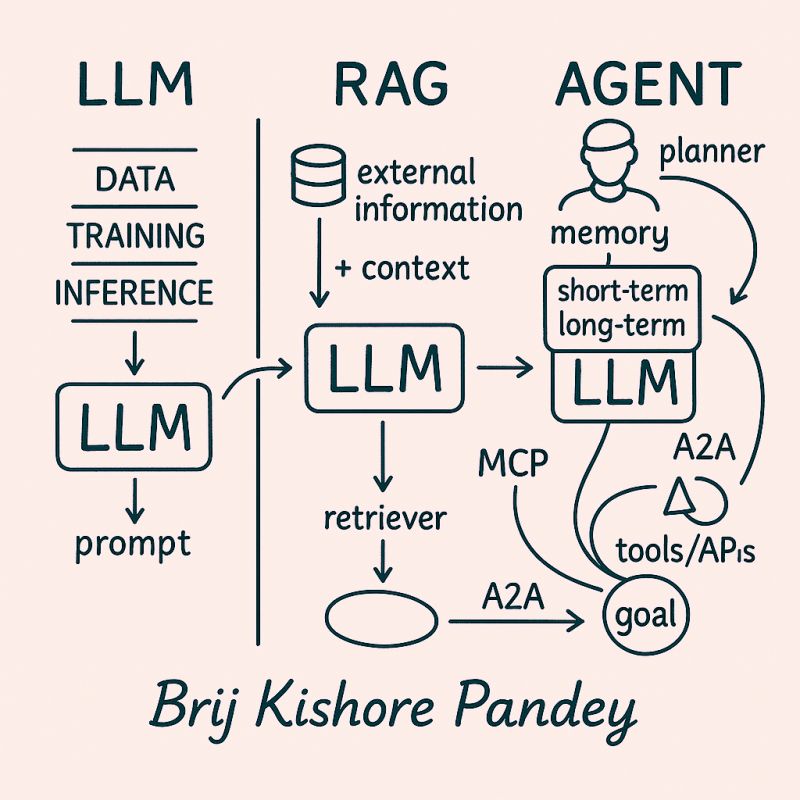 LLM
DATA
TRAINING
INFERENCE
LLM
prompt
RAG
external
information
+ context
LLM
retriever
A2A
AGENT
planner
memory
short-term
long-term
LLM
MCP
A2A
tools/APIs
goal
Brij Kishore Pandey